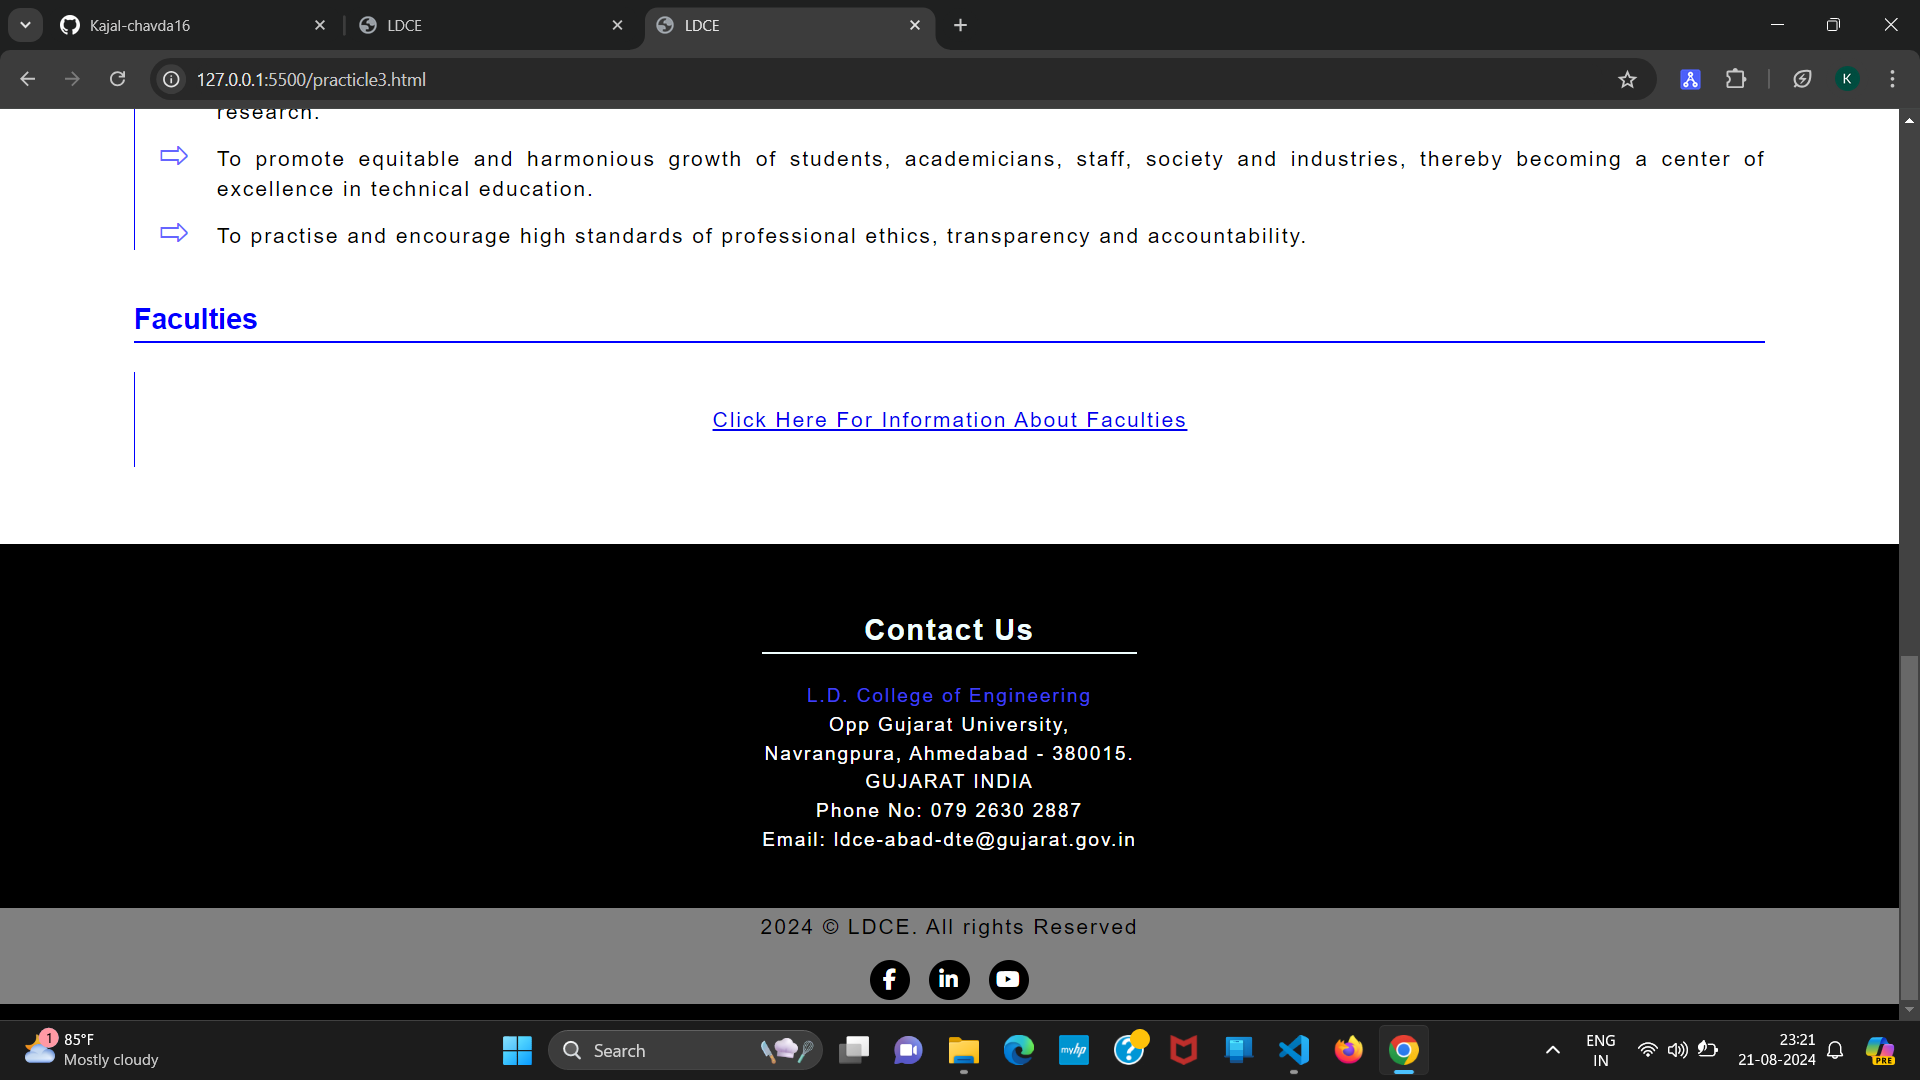 Kajal-chavda16
LDCE
LDCE
127.0.0.1:5500/practicle3.html
K
research.
To promote equitable and harmonious growth of students, academicians, staff, society and industries, thereby becoming a center of
excellence in technical education.
To practise and encourage high standards of professional ethics, transparency and accountability.
Faculties
Click Here For Information About Faculties
Contact Us
L.D. College of Engineering
Opp Gujarat University,
Navrangpura, Ahmedabad - 380015.
GUJARAT INDIA
Phone No: 079 2630 2887
Email: ldce-abad-dte@gujarat.gov.in
2024 © LDCE. All rights Reserved
1
85°F
Mostly cloudy
Search
myhp
ENG
IN
23:21
21-08-2024
PRE